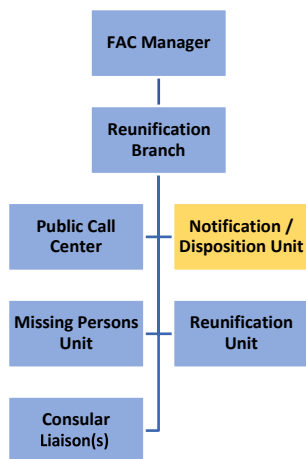 FAC Manager
Reunification
Branch
Public Call
Center
Notification /
Disposition Unit
Missing Persons
Unit
Reunification
Unit
Consular
Liaison(s)